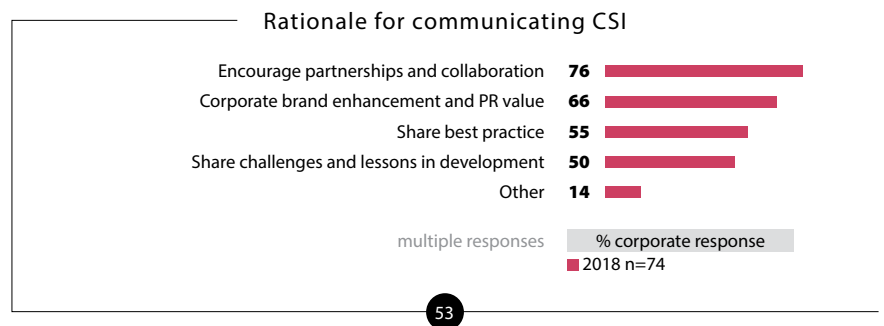 Rationale for communicating CSI
Encourage partnerships and collaboration 76
Corporate brand enhancement and PR value 66
Share best practice 55
Share challenges and lessons in development 50
Other 14
multiple responses % corporate response
2018 n=74
53